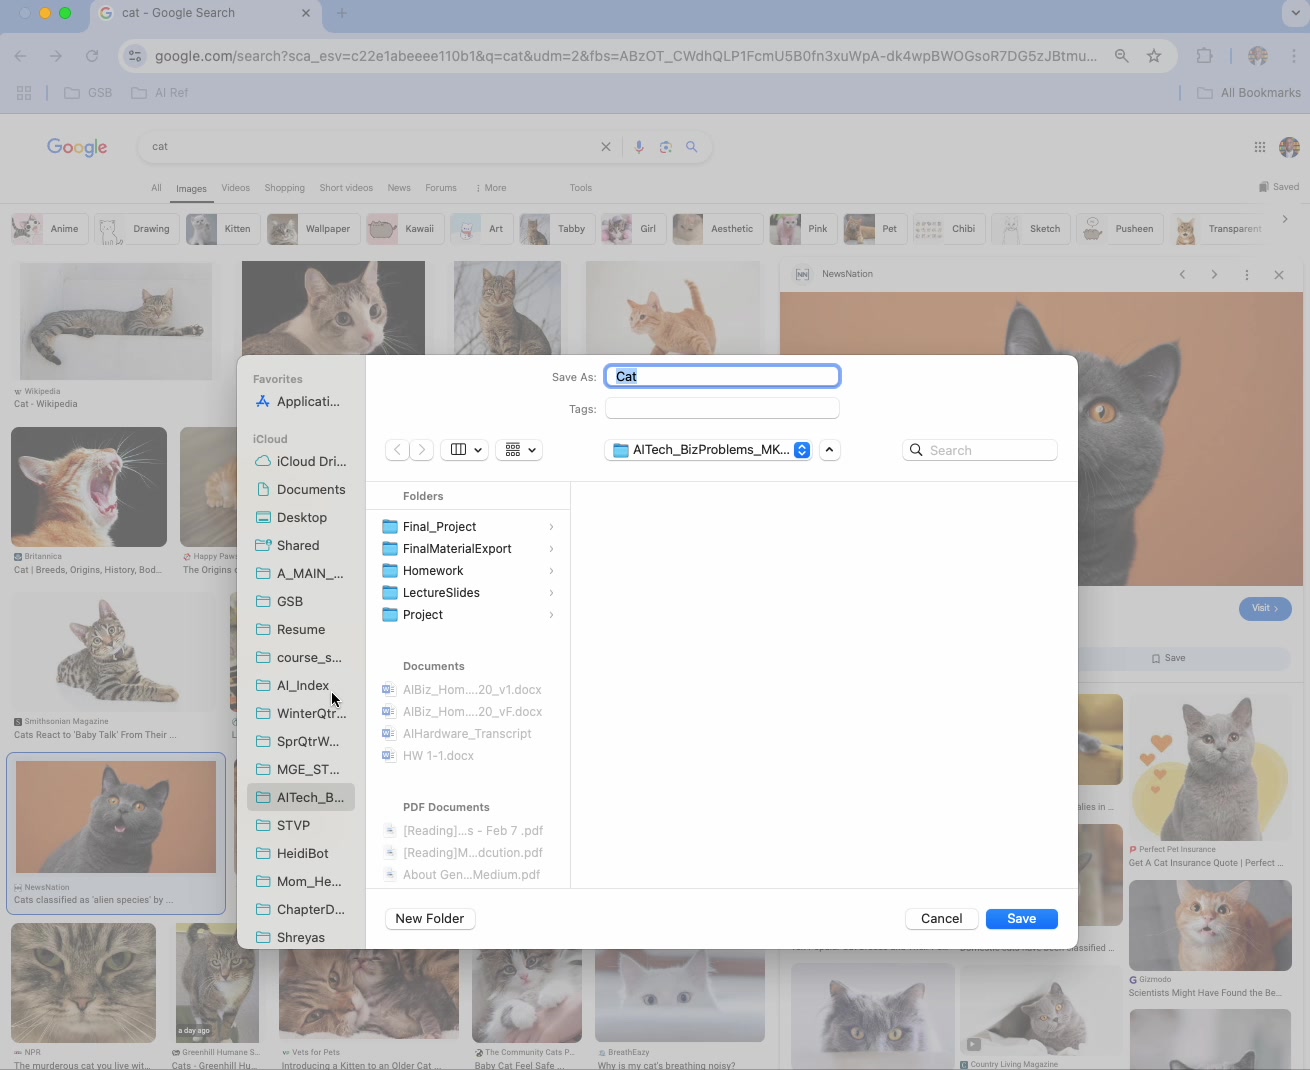 cat - Google Search
google.com/search?sca_esv=c22e1abeeee110b1&q=cat&udm=2&fbs=ABzOT_CWdhQLP1FcmU5B0fn3xuWpA-dk4wpBWOGsoR7DG5zJBtmu...
GSB
AI Ref
All Bookmarks
Google
cat
All Images Videos Shopping Short videos News Forums More Tools
Saved
Anime Drawing Kitten Wallpaper Kawaii Art Tabby Girl Aesthetic Pink Pet Chibi Sketch Pusheen Transparent
NN NewsNation
Wikipedia
Cat - Wikipedia
Britannica
Cat | Breeds, Origins, History, Bod...
Happy Paws
The Origins
Smithsonian Magazine
Cats React to 'Baby Talk' From Their ...
NewsNation
Cats classified as 'alien species' by ...
Favorites
Applicati...
iCloud
iCloud Dri...
Documents
Desktop
Shared
A_MAIN_...
GSB
Resume
course_s...
AI_Index
WinterQtr...
SprQtrW...
MGE_ST...
AITech_B...
STVP
HeidiBot
Mom_He...
ChapterD...
Shreyas
Save As: Cat
Tags:
AITech_BizProblems_MK...
Search
Folders
Final_Project
FinalMaterialExport
Homework
LectureSlides
Project
Documents
AIBiz_Hom....20_v1.docx
AIBiz_Hom....20_vF.docx
AIHardware_Transcript
HW 1-1.docx
PDF Documents
[Reading]...s - Feb 7 .pdf
[Reading]M...dcution.pdf
About Gen...Medium.pdf
New Folder
Cancel
Save
Visit
Save
alies in ...
Perfect Pet Insurance
Get A Cat Insurance Quote | Perfect ...
classified ...
Gizmodo
Scientists Might Have Found the Be...
Country Living Magazine
NPR
The murderous cat you live wit...
a day ago
Greenhill Humane S...
Cats - Greenhill Hu...
Vets for Pets
Introducing a Kitten to an Older Cat ...
The Community Cats P...
Baby Cat Feel Safe ...
BreathEazy
Why is my cat's breathing noisy?